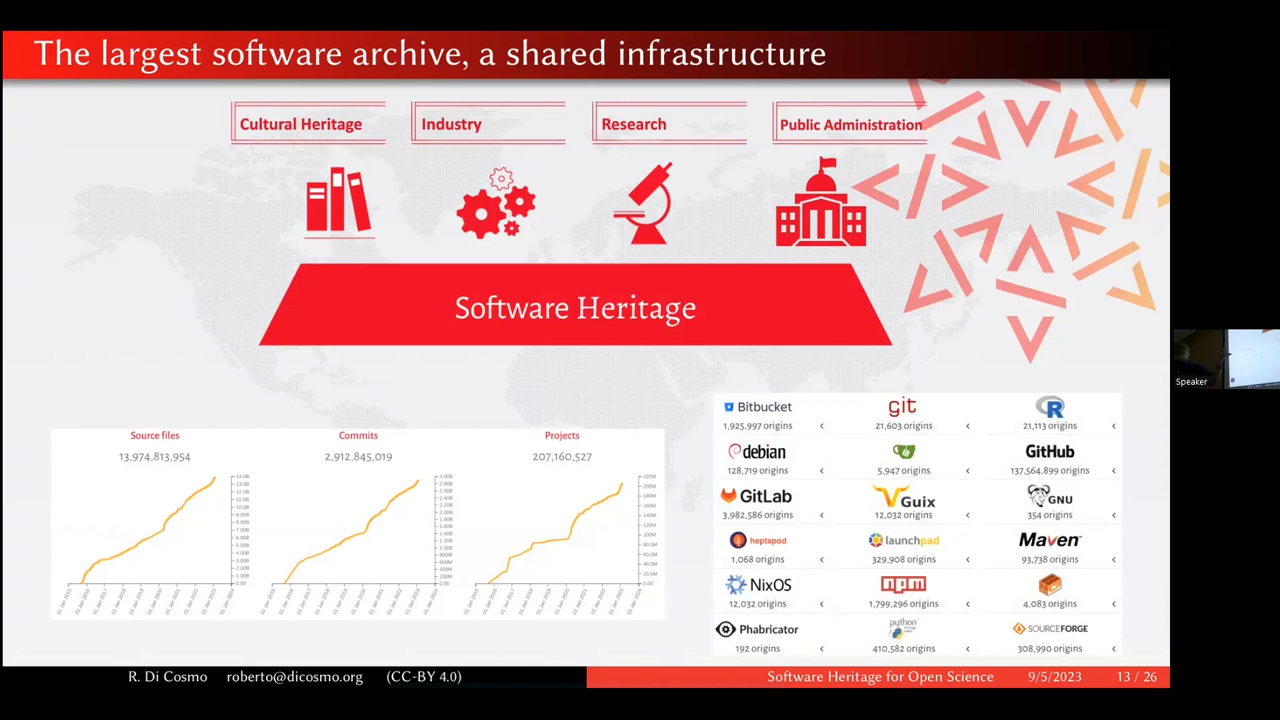 The largest software archive, a shared infrastructure
Cultural Heritage
Industry
Research
Public Administration
Software Heritage
Source files
13,974,813,954
Commits
2,912,845,019
Projects
207,160,527
Bitbucket
1,925,997 origins
git
21,603 origins
R
21,113 origins
debian
128,719 origins
5,947 origins
GitHub
137,564,899 origins
GitLab
3,982,586 origins
Guix
12,032 origins
GNU
354 origins
heptapod
1,068 origins
launchpad
329,908 origins
Maven
93,738 origins
NixOS
12,032 origins
npm
1,799,296 origins
4,083 origins
Phabricator
192 origins
python
410,582 origins
SOURCEFORGE
308,990 origins
Speaker
R. Di Cosmo roberto@dicosmo.org (CC-BY 4.0)
Software Heritage for Open Science 9/5/2023 13 / 26